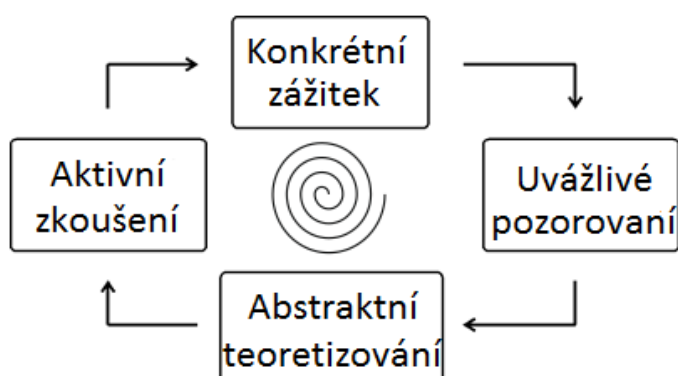 Konkrétní
zážitek
Aktivní
zkoušení
Uvážlivé
pozorovaní
Abstraktní
teoretizování